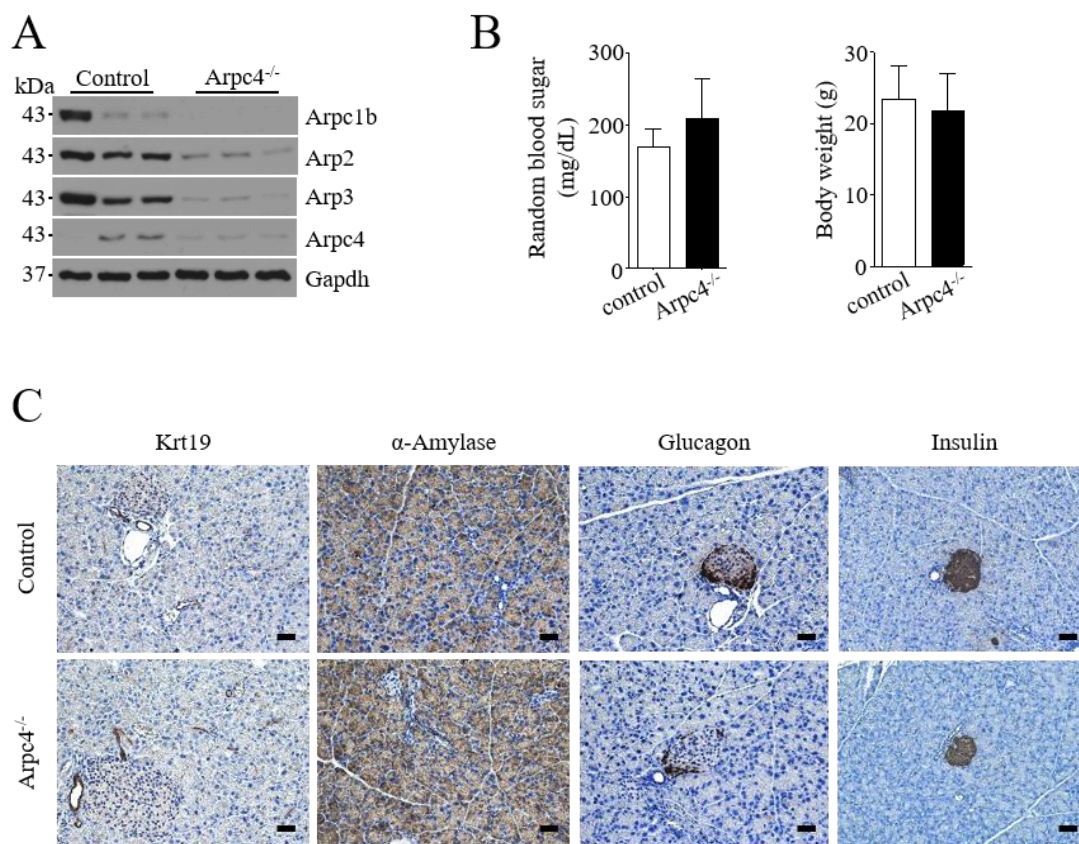 A
kDa
Control
Arpc4-/-
43
Arpc1b
43
Arp2
43
Arp3
43
Arpc4
37
Gapdh
B
Random blood sugar
(mg/dL)
300
200
100
0
control
Arpc4-/-
Body weight (g)
30
20
10
0
control
Arpc4-/-
C
Krt19
α-Amylase
Glucagon
Insulin
Control
Arpc4-/-